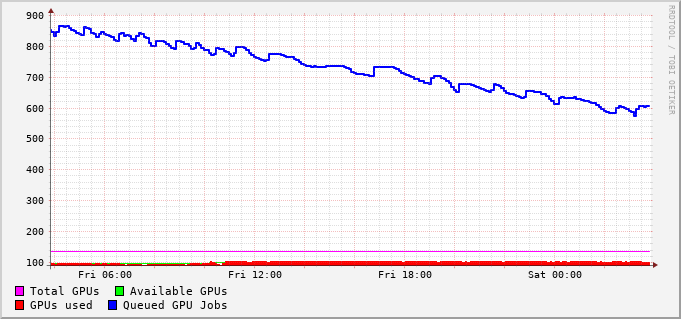 900
800
700
600
500
400
300
200
100
Fri 06:00 Fri 12:00 Fri 18:00 Sat 00:00
Total GPUs Available GPUs
GPUs used Queued GPU Jobs
RRDTOOL / TOBI OETIKER